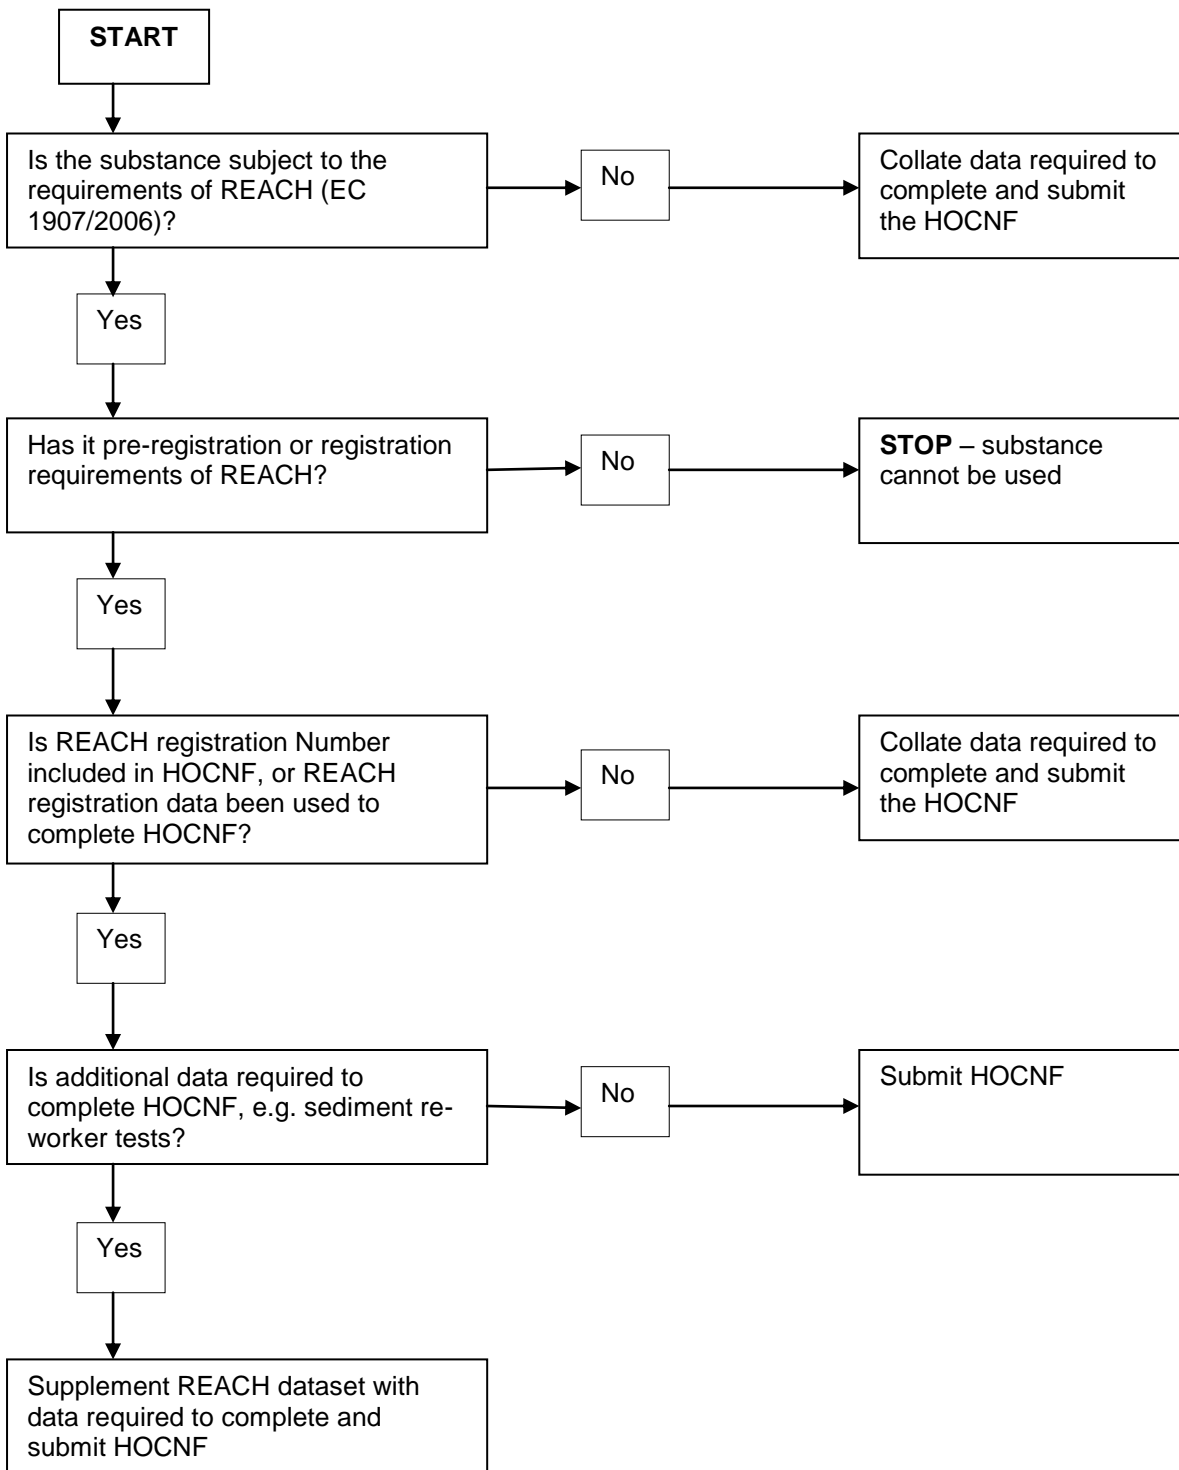 START
Is the substance subject to the
requirements of REACH (EC
1907/2006)?
No
Collate data required to
complete and submit
the HOCNF
Yes
Has it pre-registration or registration
requirements of REACH?
No
STOP – substance
cannot be used
Yes
Is REACH registration Number
included in HOCNF, or REACH
registration data been used to
complete HOCNF?
No
Collate data required to
complete and submit
the HOCNF
Yes
Is additional data required to
complete HOCNF, e.g. sediment re-
worker tests?
No
Submit HOCNF
Yes
Supplement REACH dataset with
data required to complete and
submit HOCNF